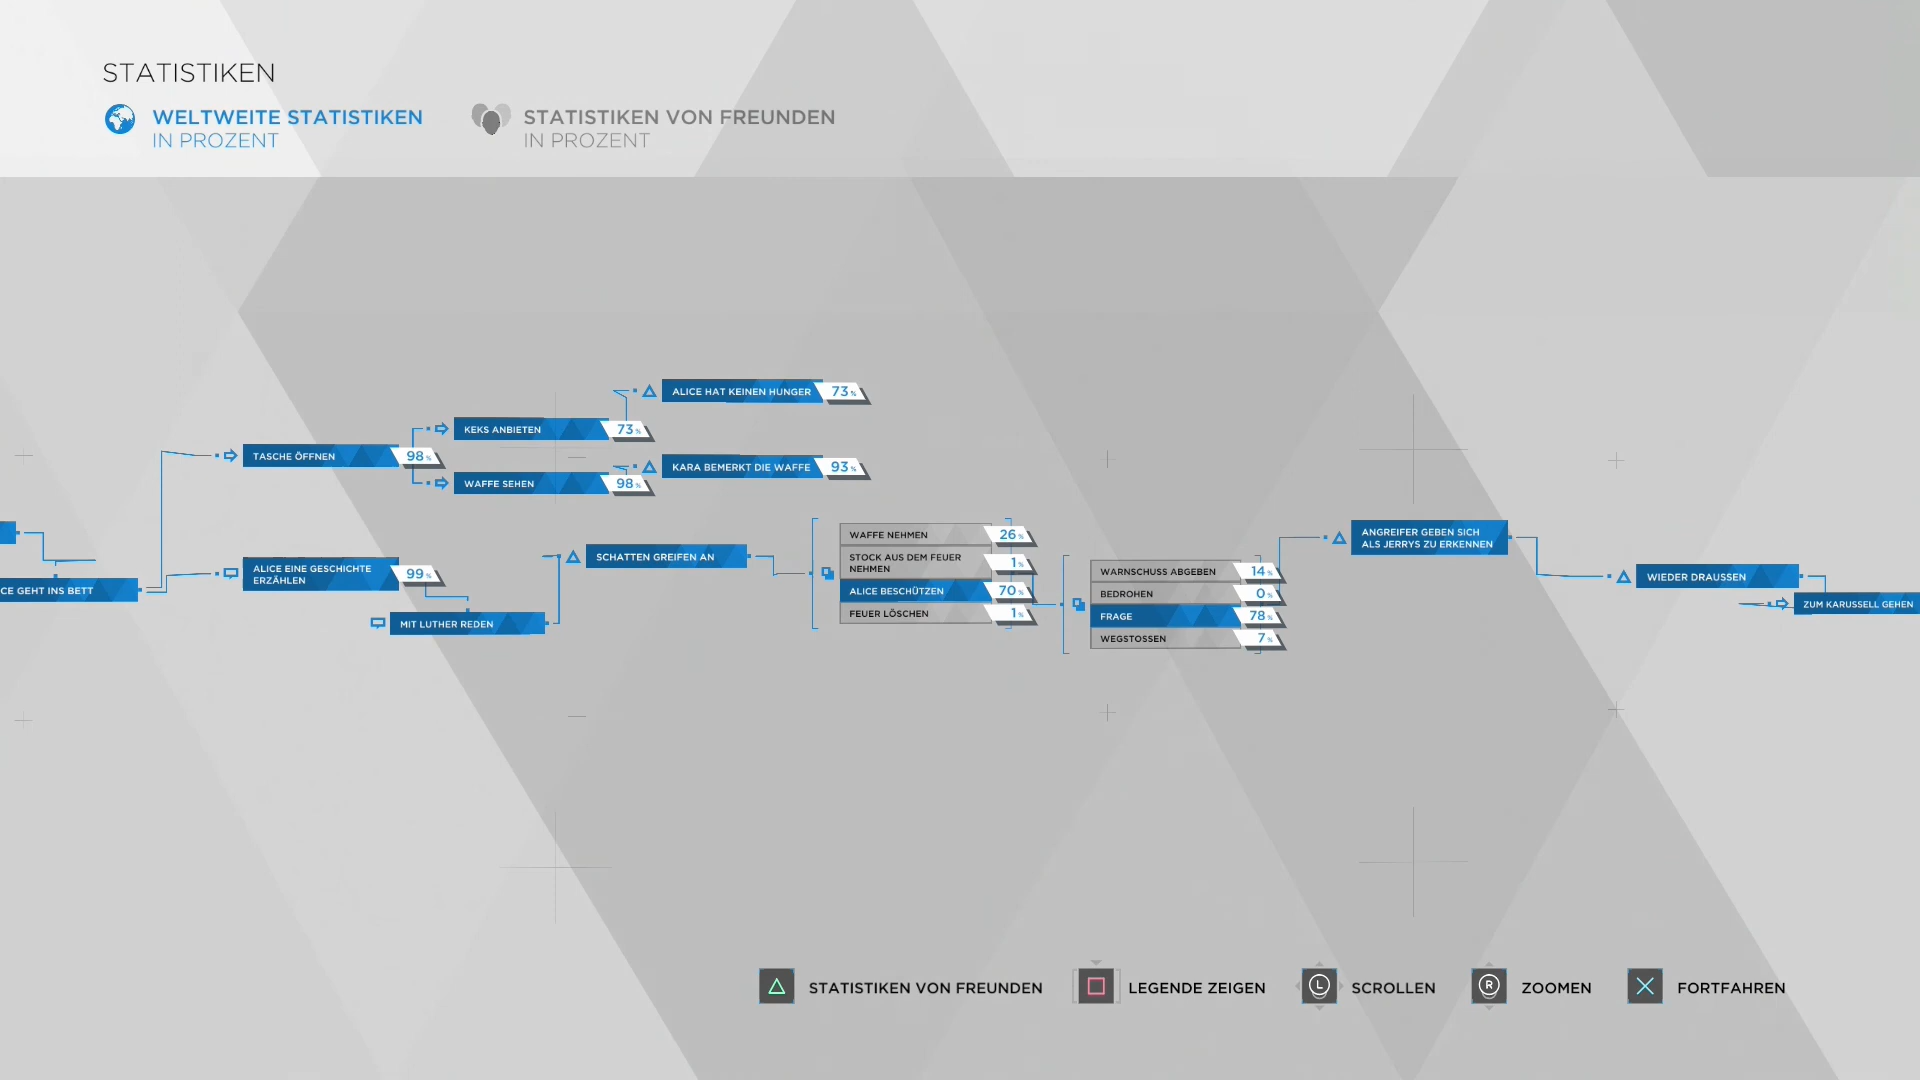 STATISTIKEN
WELTWEITE STATISTIKEN
IN PROZENT
STATISTIKEN VON FREUNDEN
IN PROZENT
ALICE HAT KEINEN HUNGER 73%
KEKS ANBIETEN 73%
TASCHE ÖFFNEN 98%
KARA BEMERKT DIE WAFFE 93%
WAFFE SEHEN 98%
CE GEHT INS BETT
ALICE EINE GESCHICHTE
ERZÄHLEN 99%
MIT LUTHER REDEN
SCHATTEN GREIFEN AN
WAFFE NEHMEN 26%
STOCK AUS DEM FEUER
NEHMEN 1%
ALICE BESCHÜTZEN 70%
FEUER LÖSCHEN 1%
WARNSCHUSS ABGEBEN 14%
BEDROHEN 0%
FRAGE 78%
WEGSTOSSEN 7%
ANGREIFER GEBEN SICH
ALS JERRYS ZU ERKENNEN
WIEDER DRAUSSEN
ZUM KARUSSELL GEHEN
STATISTIKEN VON FREUNDEN
LEGENDE ZEIGEN
L SCROLLEN
R ZOOMEN
FORTFAHREN